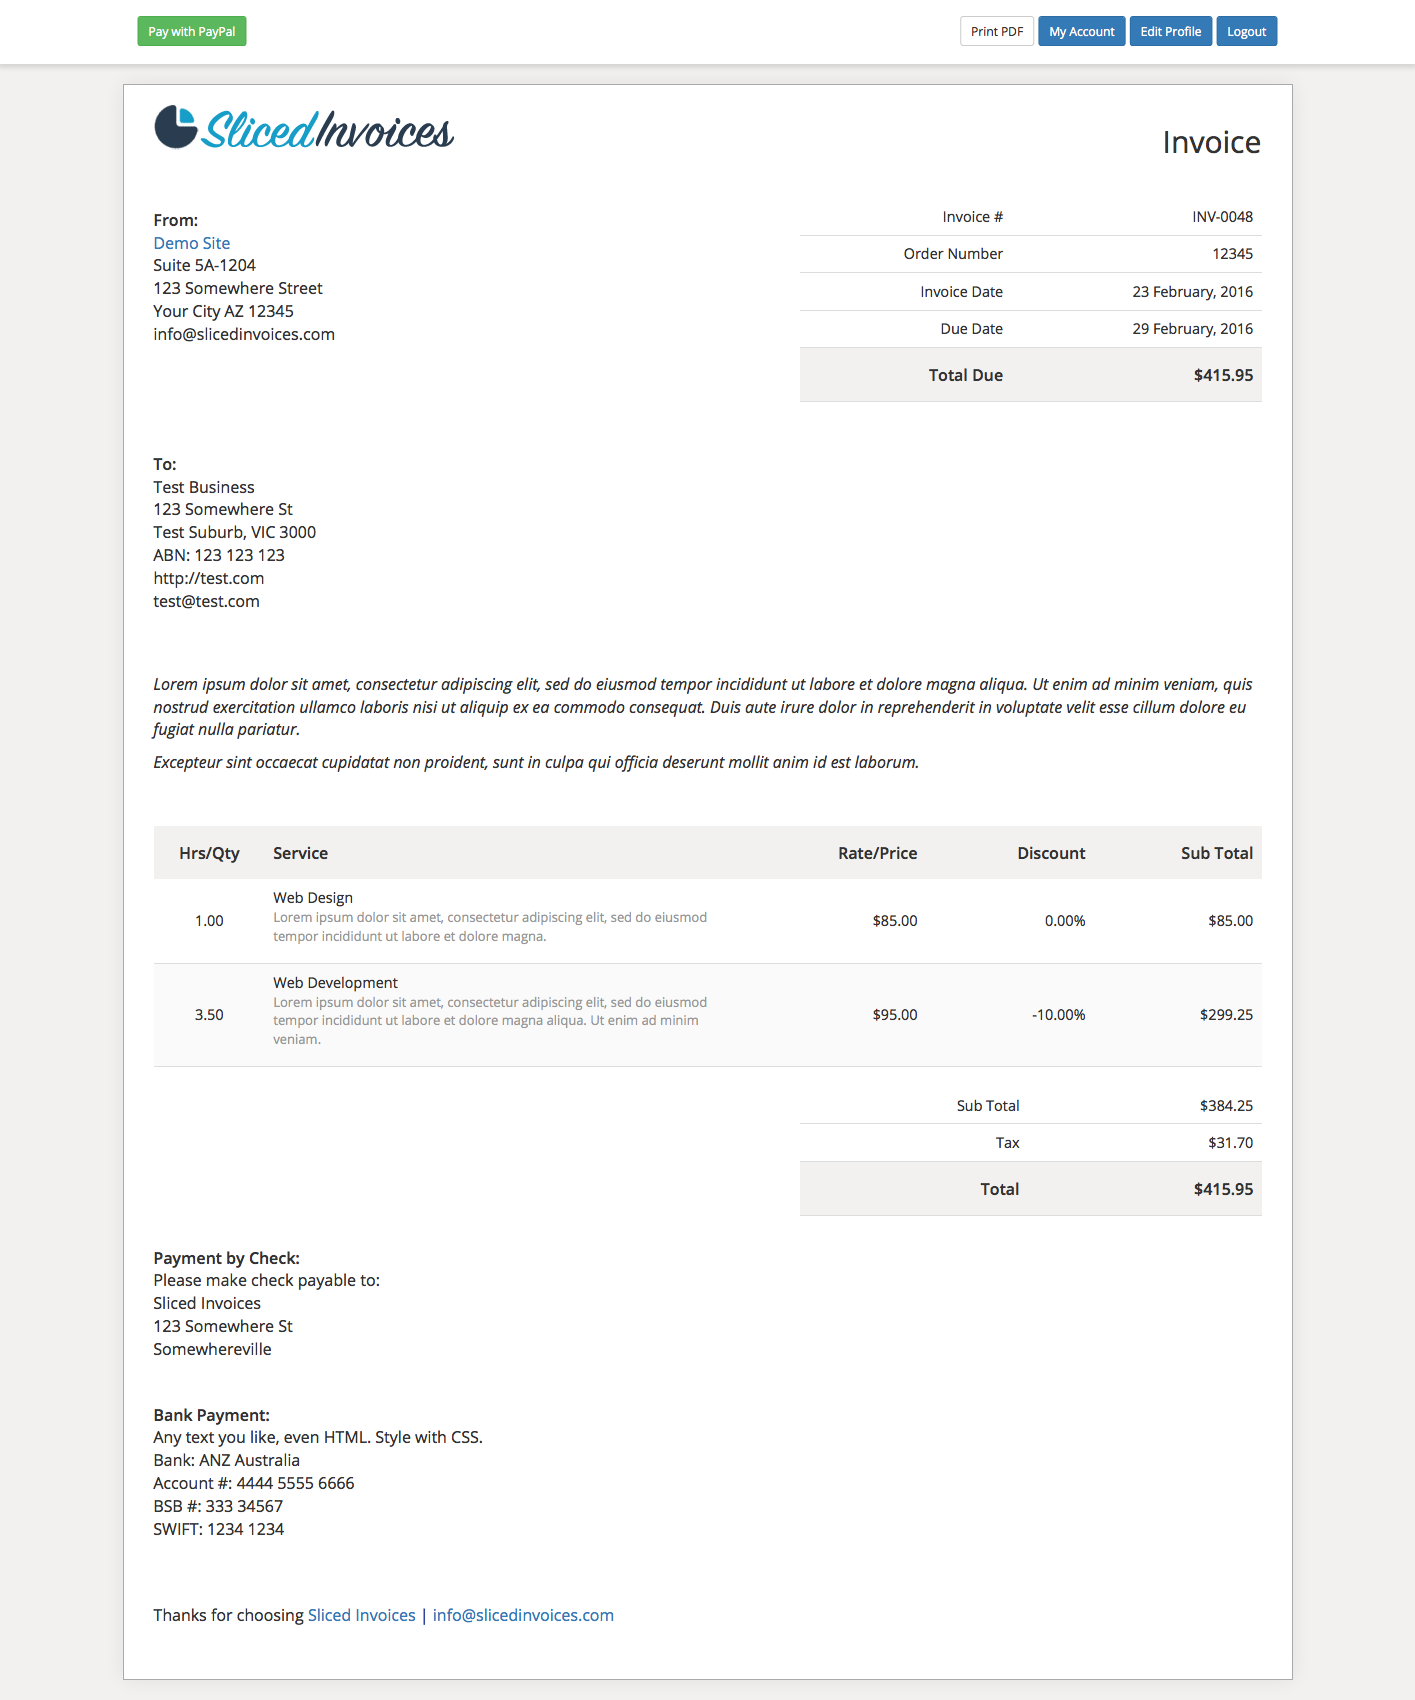 Pay with PayPal
Print PDF My Account Edit Profile Logout
SlicedInvoices
Invoice
From:
Demo Site
Suite 5A-1204
123 Somewhere Street
Your City AZ 12345
info@slicedinvoices.com
Invoice # INV-0048
Order Number 12345
Invoice Date 23 February, 2016
Due Date 29 February, 2016
Total Due $415.95
To:
Test Business
123 Somewhere St
Test Suburb, VIC 3000
ABN: 123 123 123
http://test.com
test@test.com
Lorem ipsum dolor sit amet, consectetur adipiscing elit, sed do eiusmod tempor incididunt ut labore et dolore magna aliqua. Ut enim ad minim veniam, quis
nostrud exercitation ullamco laboris nisi ut aliquip ex ea commodo consequat. Duis aute irure dolor in reprehenderit in voluptate velit esse cillum dolore eu
fugiat nulla pariatur.
Excepteur sint occaecat cupidatat non proident, sunt in culpa qui officia deserunt mollit anim id est laborum.
Hrs/Qty Service Rate/Price Discount Sub Total
Web Design
Lorem ipsum dolor sit amet, consectetur adipiscing elit, sed do eiusmod
1.00 $85.00 0.00% $85.00
tempor incididunt ut labore et dolore magna.
Web Development
Lorem ipsum dolor sit amet, consectetur adipiscing elit, sed do eiusmod
3.50 $95.00 -10.00% $299.25
tempor incididunt ut labore et dolore magna aliqua. Ut enim ad minim
veniam.
Sub Total $384.25
Tax $31.70
Total $415.95
Payment by Check:
Please make check payable to:
Sliced Invoices
123 Somewhere St
Somewhereville
Bank Payment:
Any text you like, even HTML. Style with CSS.
Bank: ANZ Australia
Account #: 4444 5555 6666
BSB #: 333 34567
SWIFT: 1234 1234
Thanks for choosing Sliced Invoices | info@slicedinvoices.com